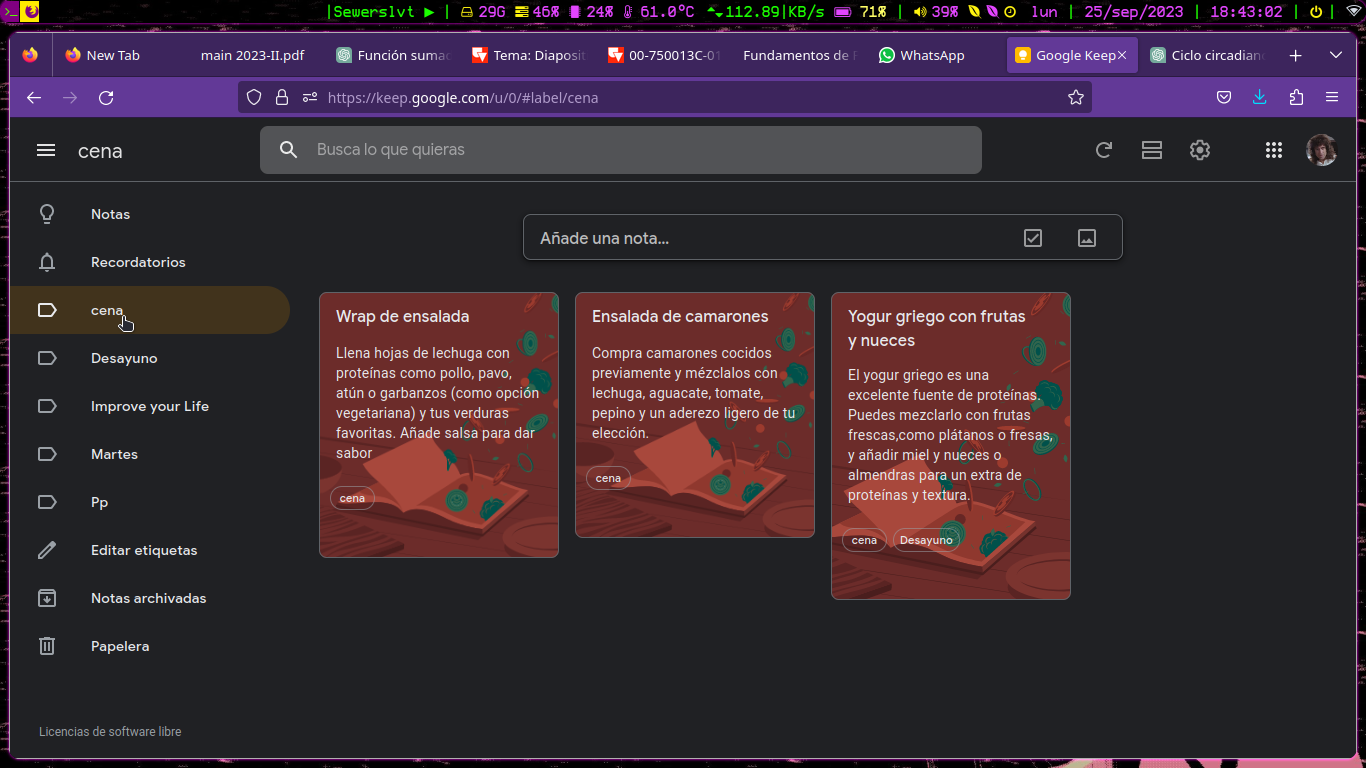 |Sewerslvt ▶ | 29G 46% 24% 61.0°C 112.89|KB/s 71% | 39% lun | 25/sep/2023 | 18:43:02 |
New Tab main 2023-II.pdf Función suma Tema: Diaposit 00-750013C-01 Fundamentos de WhatsApp Google Keep Ciclo circadian
https://keep.google.com/u/0/#label/cena
cena
Busca lo que quieras
Notas
Recordatorios
cena
Desayuno
Improve your Life
Martes
Pp
Editar etiquetas
Notas archivadas
Papelera
Licencias de software libre
Añade una nota...
Wrap de ensalada
Llena hojas de lechuga con
proteínas como pollo, pavo,
atún o garbanzos (como opción
vegetariana) y tus verduras
favoritas. Añade salsa para dar
sabor
cena
Ensalada de camarones
Compra camarones cocidos
previamente y mézclalos con
lechuga, aguacate, tomate,
pepino y un aderezo ligero de tu
elección.
cena
Yogur griego con frutas
y nueces
El yogur griego es una
excelente fuente de proteínas.
Puedes mezclarlo con frutas
frescas,como plátanos o fresas,
y añadir miel y nueces o
almendras para un extra de
proteínas y textura.
cena Desayuno